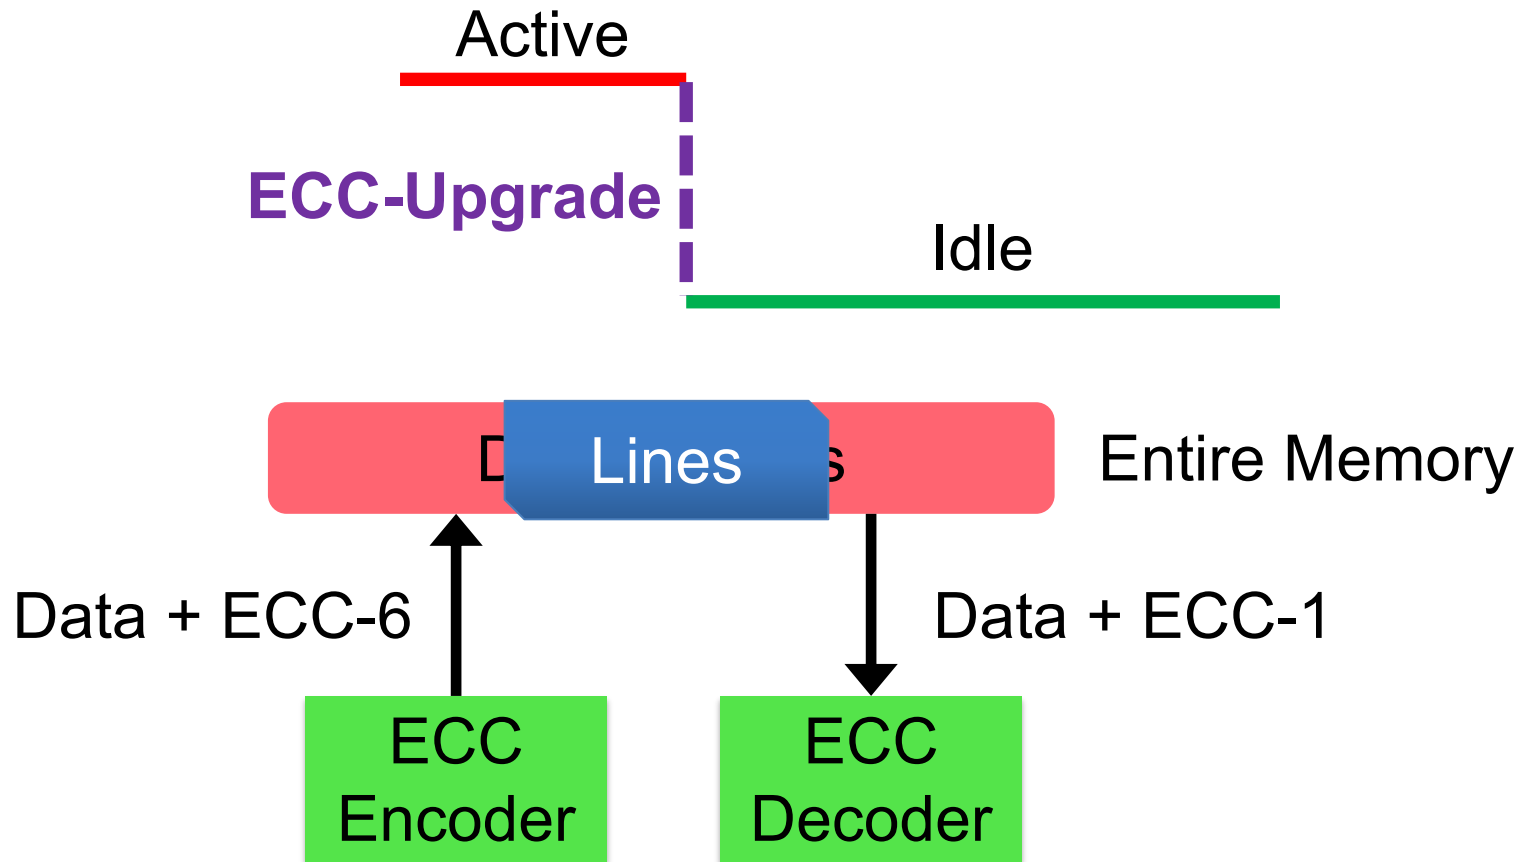 Active
ECC-Upgrade
Idle
Lines
Entire Memory
Data + ECC-6
Data + ECC-1
ECC
Encoder
ECC
Decoder